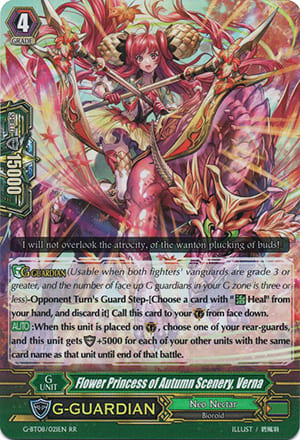 4
GRADE
15000
I will not overlook the atrocity, of the wanton plucking of buds!
G GUARDIAN (Usable when both fighters' vanguards are grade 3 or
greater, and the number of face up G guardians in your G zone is three or
less)-Opponent Turn's Guard Step-[Choose a card with "Heal" from
your hand, and discard it] Call this card to your from face down.
AUTO:When this unit is placed on , choose one of your rear-guards,
and this unit gets +5000 for each of your other units with the same
card name as that unit until end of that battle.
G
UNIT
Flower Princess of Autumn Scenery, Verna
G-GUARDIAN
Neo Nectar
Bioroid
G-BT08/021EN RR
ILLUST /